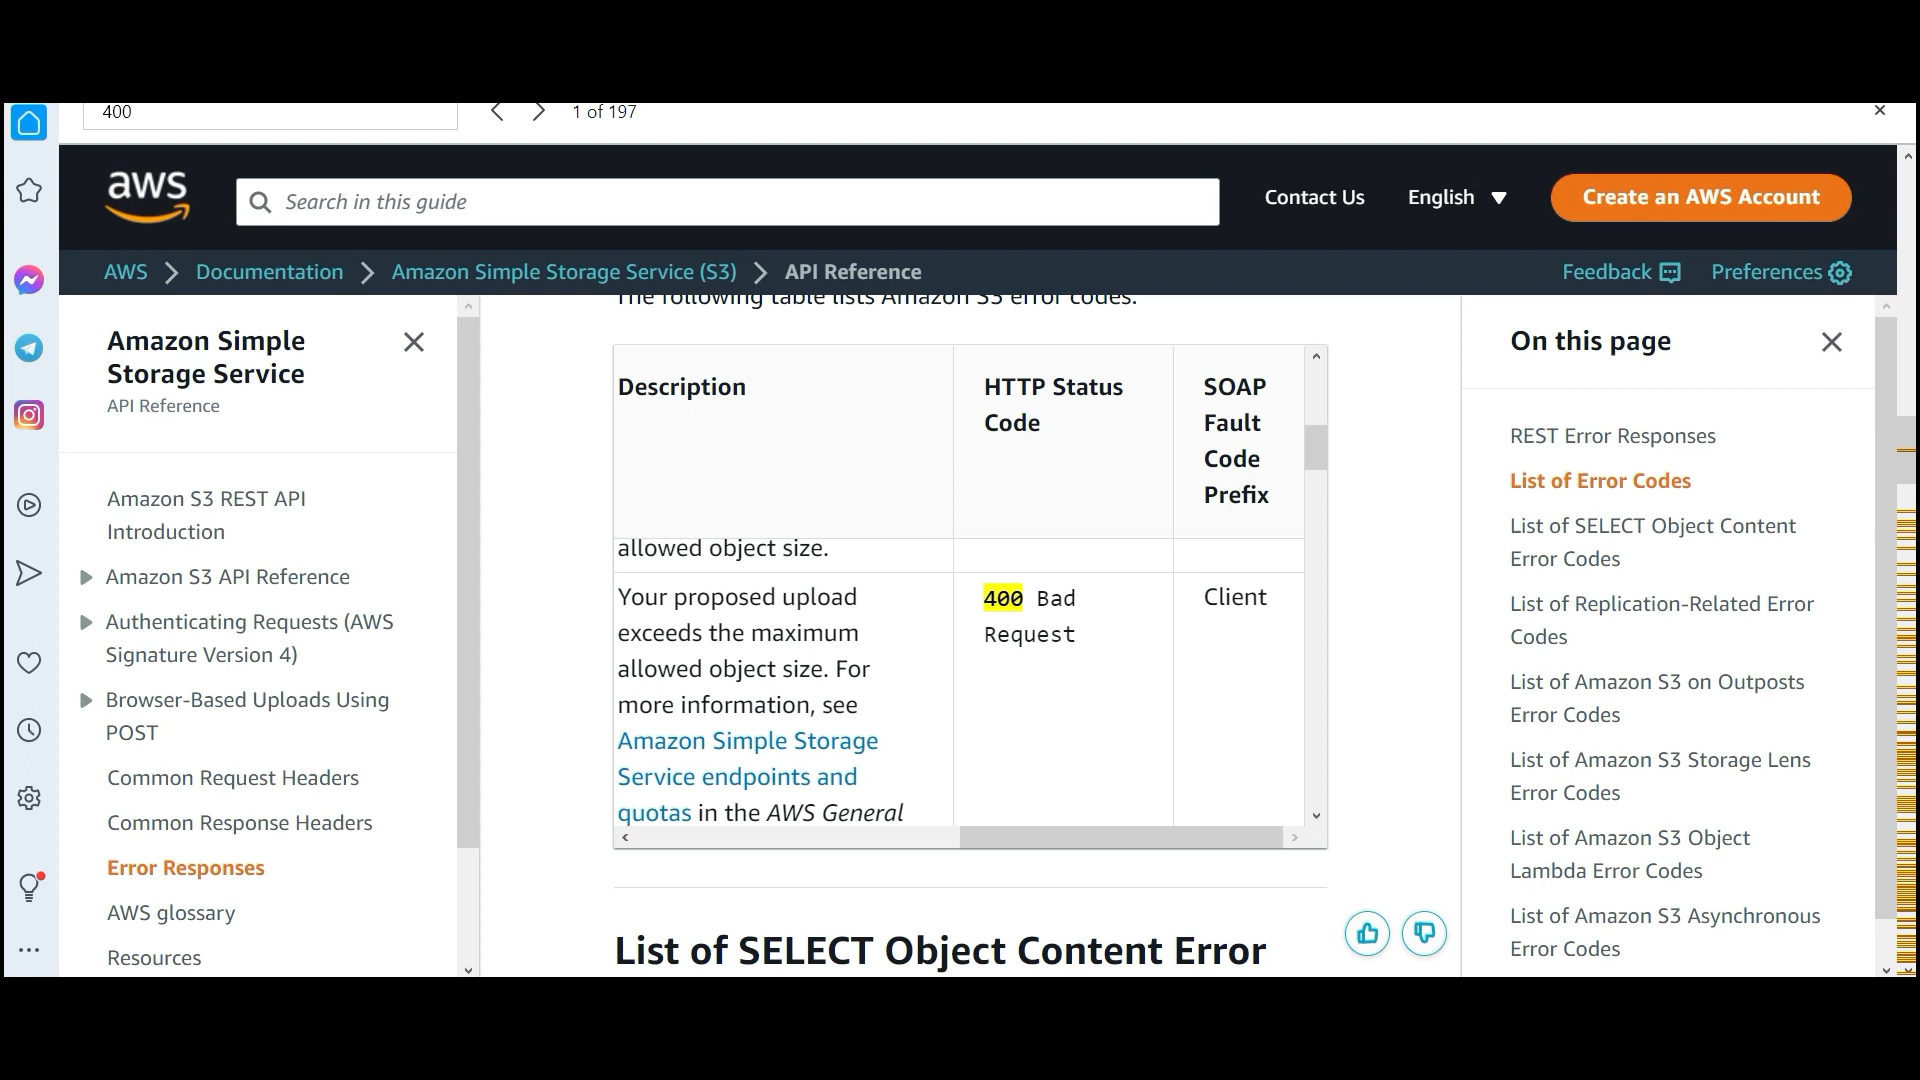 400
1 of 197
aws
Search in this guide
Contact Us
English
Create an AWS Account
AWS
Documentation
Amazon Simple Storage Service (S3)
API Reference
Feedback
Preferences
Amazon Simple
Storage Service
API Reference
Amazon S3 REST API
Introduction
Amazon S3 API Reference
Authenticating Requests (AWS
Signature Version 4)
Browser-Based Uploads Using
POST
Common Request Headers
Common Response Headers
Error Responses
AWS glossary
Resources
The following table lists Amazon S3 error codes.
Description
HTTP Status
Code
SOAP
Fault
Code
Prefix
allowed object size.
Your proposed upload
exceeds the maximum
allowed object size. For
more information, see
Amazon Simple Storage
Service endpoints and
quotas in the AWS General
400 Bad
Request
Client
List of SELECT Object Content Error
On this page
REST Error Responses
List of Error Codes
List of SELECT Object Content
Error Codes
List of Replication-Related Error
Codes
List of Amazon S3 on Outposts
Error Codes
List of Amazon S3 Storage Lens
Error Codes
List of Amazon S3 Object
Lambda Error Codes
List of Amazon S3 Asynchronous
Error Codes